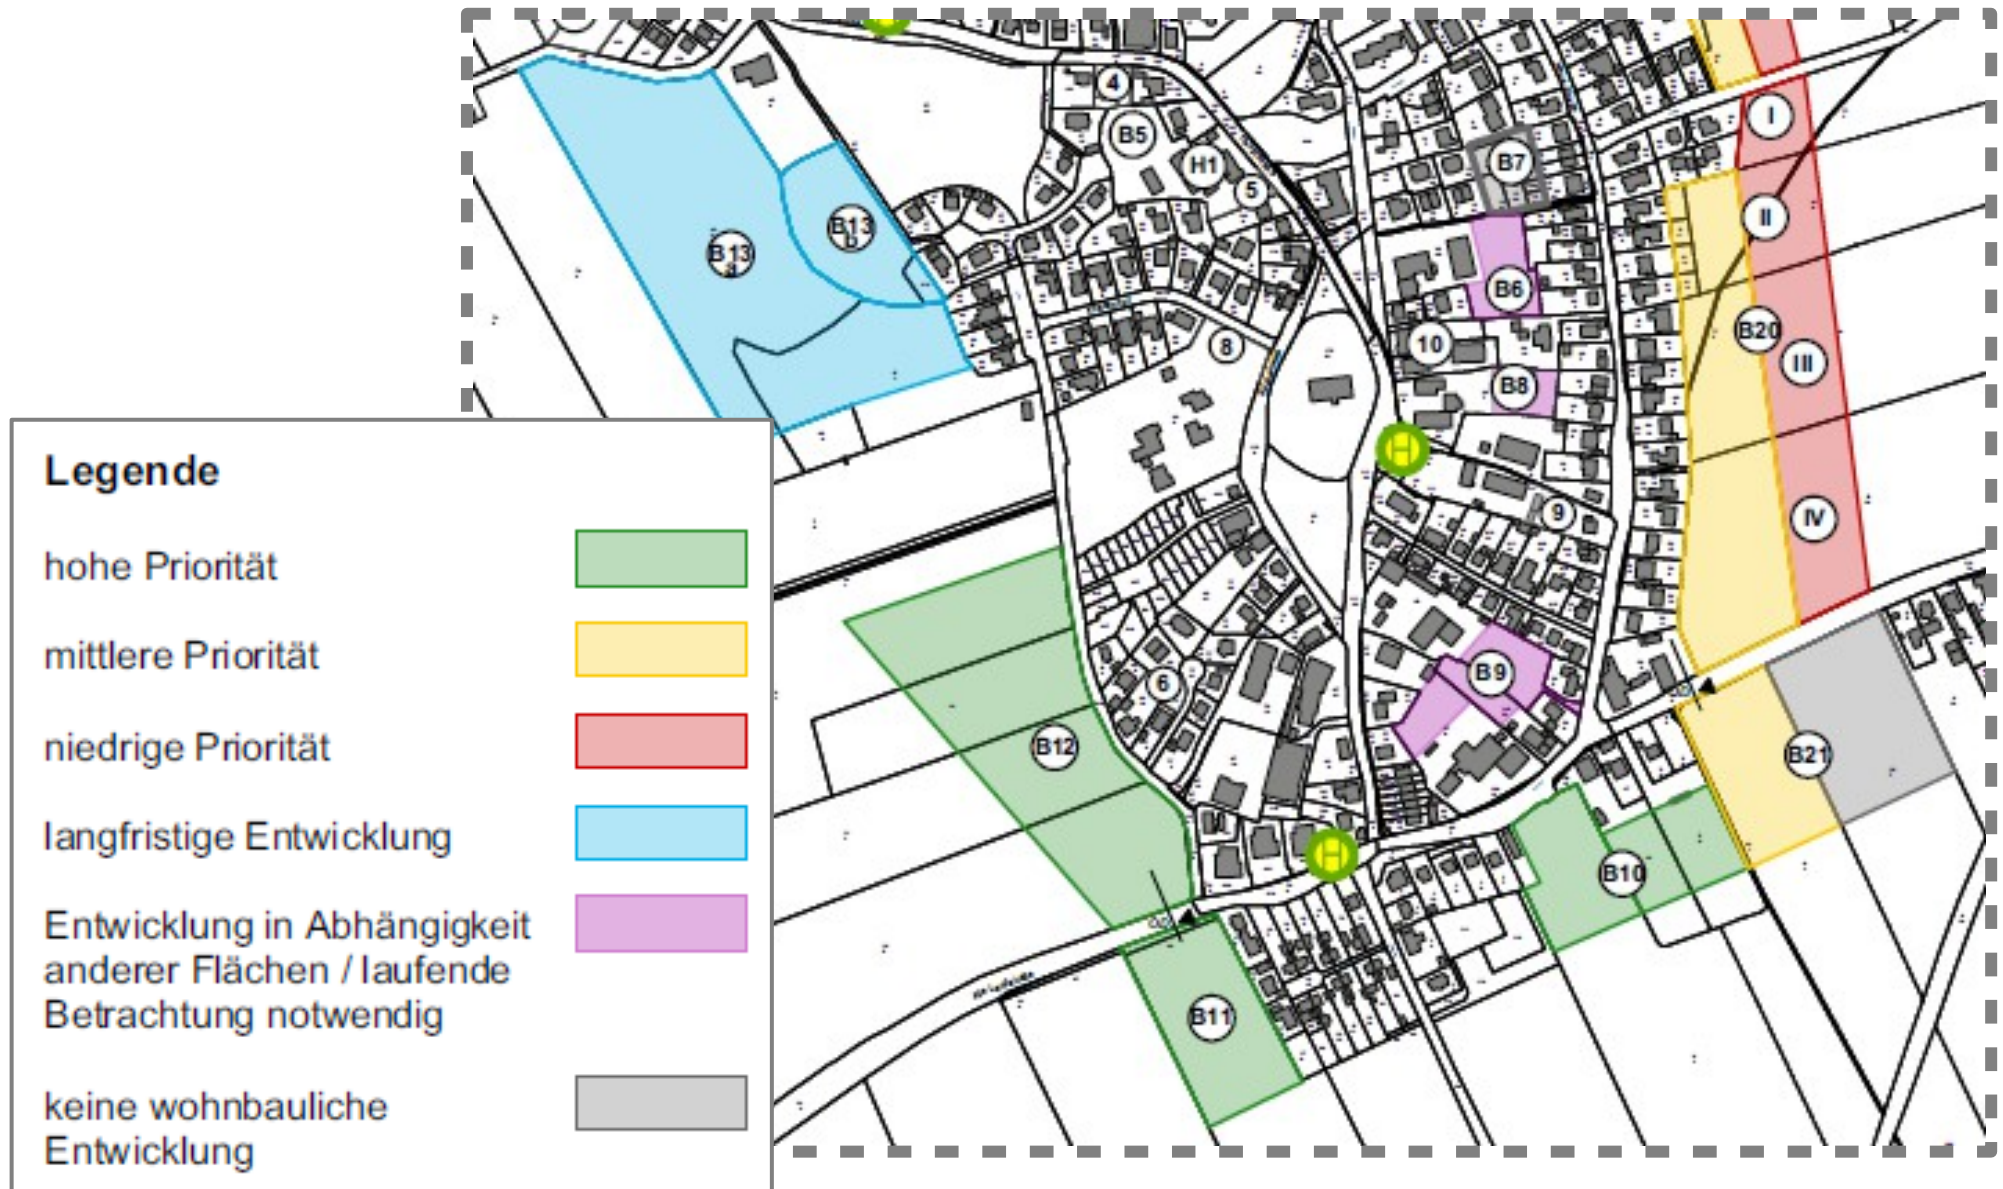 H
4
I
B5
B7
H1
5
II
B13
b
B13
a
B6
B20
10
8
III
B8
H
Legende
9
IV
hohe Priorität
mittlere Priorität
B9
6
niedrige Priorität
B12
B21
langfristige Entwicklung
H
B10
Entwicklung in Abhängigkeit
anderer Flächen / laufende
Betrachtung notwendig
B11
keine wohnbauliche
Entwicklung